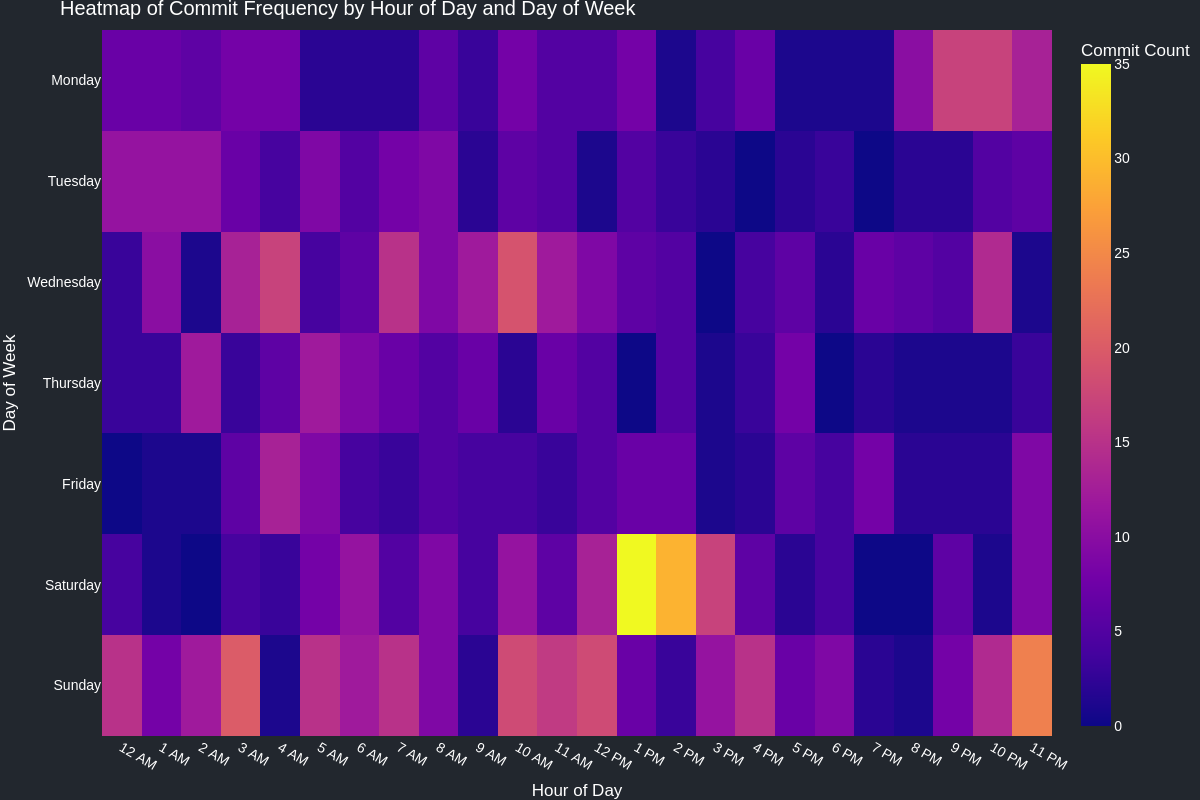 Heatmap of Commit Frequency by Hour of Day and Day of Week
Commit Count
35
30
25
20
15
10
5
0
Day of Week
Monday
Tuesday
Wednesday
Thursday
Friday
Saturday
Sunday
12 AM
1 AM
2 AM
3 AM
4 AM
5 AM
6 AM
7 AM
8 AM
9 AM
10 AM
11 AM
12 PM
1 PM
2 PM
3 PM
4 PM
5 PM
6 PM
7 PM
8 PM
9 PM
10 PM
11 PM
Hour of Day